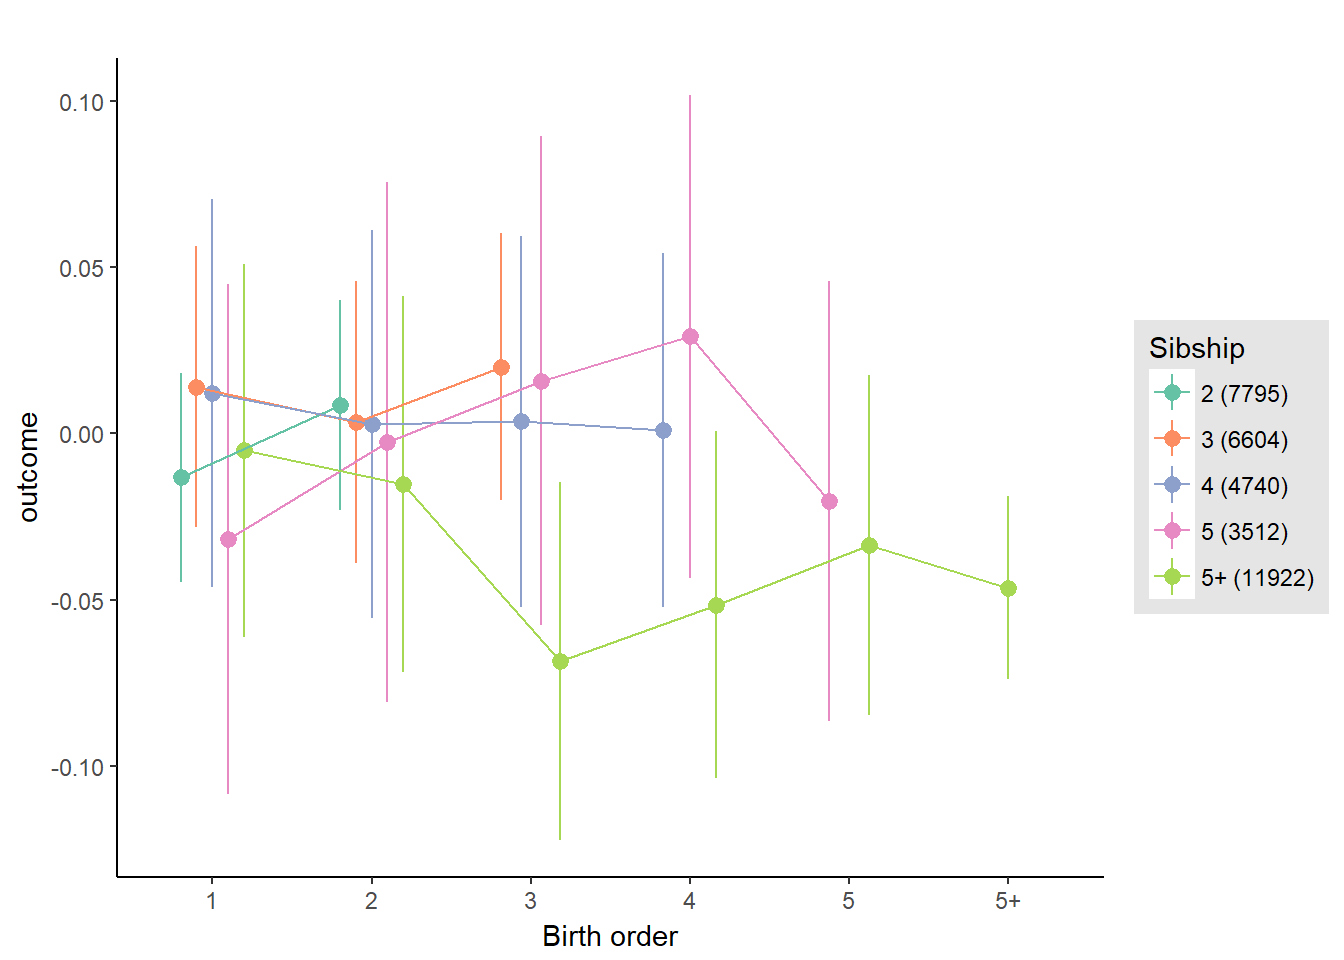 0.10
0.05
0.00
-0.05
-0.10
outcome
1 2 3 4 5 5+
Birth order
Sibship
2 (7795)
3 (6604)
4 (4740)
5 (3512)
5+ (11922)